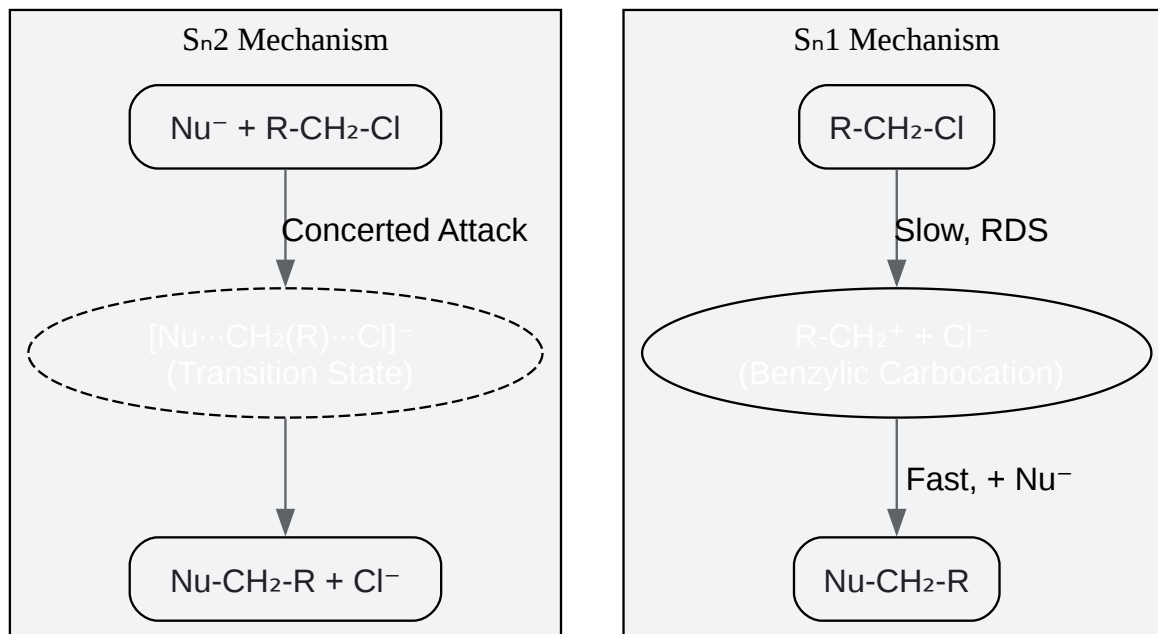 Sₙ2 Mechanism
Nu⁻ + R-CH₂-Cl
Concerted Attack
[Nu···CH₂(R)···Cl]⁻
(Transition State)
Nu-CH₂-R + Cl⁻
Sₙ1 Mechanism
R-CH₂-Cl
Slow, RDS
R-CH₂⁺ + Cl⁻
(Benzylic Carbocation)
Fast, + Nu⁻
Nu-CH₂-R